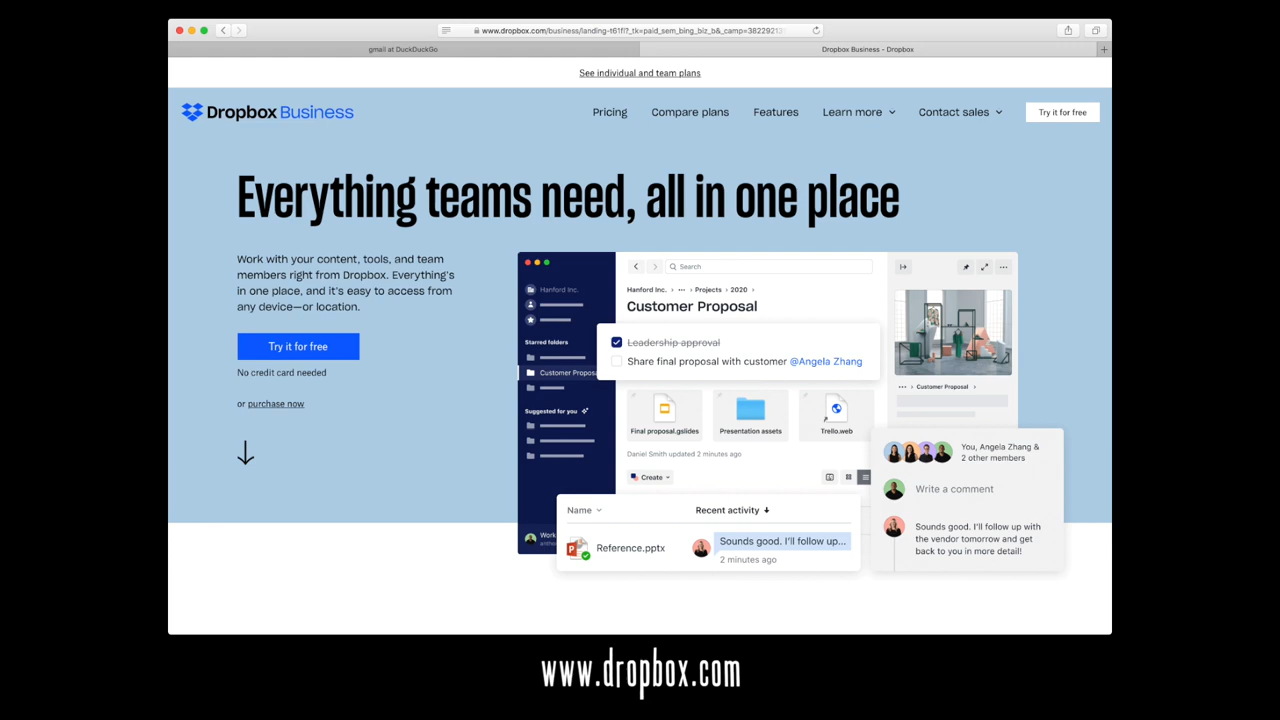 www.dropbox.com/business/landing-t61fl?_tk=paid_sem_bing_biz_b&_camp=38229213
gmail at DuckDuckGo
Dropbox Business - Dropbox
See individual and team plans
Dropbox Business
Pricing
Compare plans
Features
Learn more
Contact sales
Try it for free
Everything teams need, all in one place
Work with your content, tools, and team
members right from Dropbox. Everything's
in one place, and it's easy to access from
any device—or location.
Try it for free
No credit card needed
or purchase now
Hanford Inc.
Starred folders
Customer Propos
Suggested for you
Work
Search
Hanford Inc. > ··· > Projects > 2020 >
Customer Proposal
Leadership approval
Share final proposal with customer @Angela Zhang
Final proposal.gslides
Presentation assets
Trello.web
Daniel Smith updated 2 minutes ago
Create
Name
Recent activity
Reference.pptx
Sounds good. I'll follow up...
2 minutes ago
··· > Customer Proposal >
You, Angela Zhang &
2 other members
Write a comment
Sounds good. I'll follow up with
the vendor tomorrow and get
back to you in more detail!
www.dropbox.com